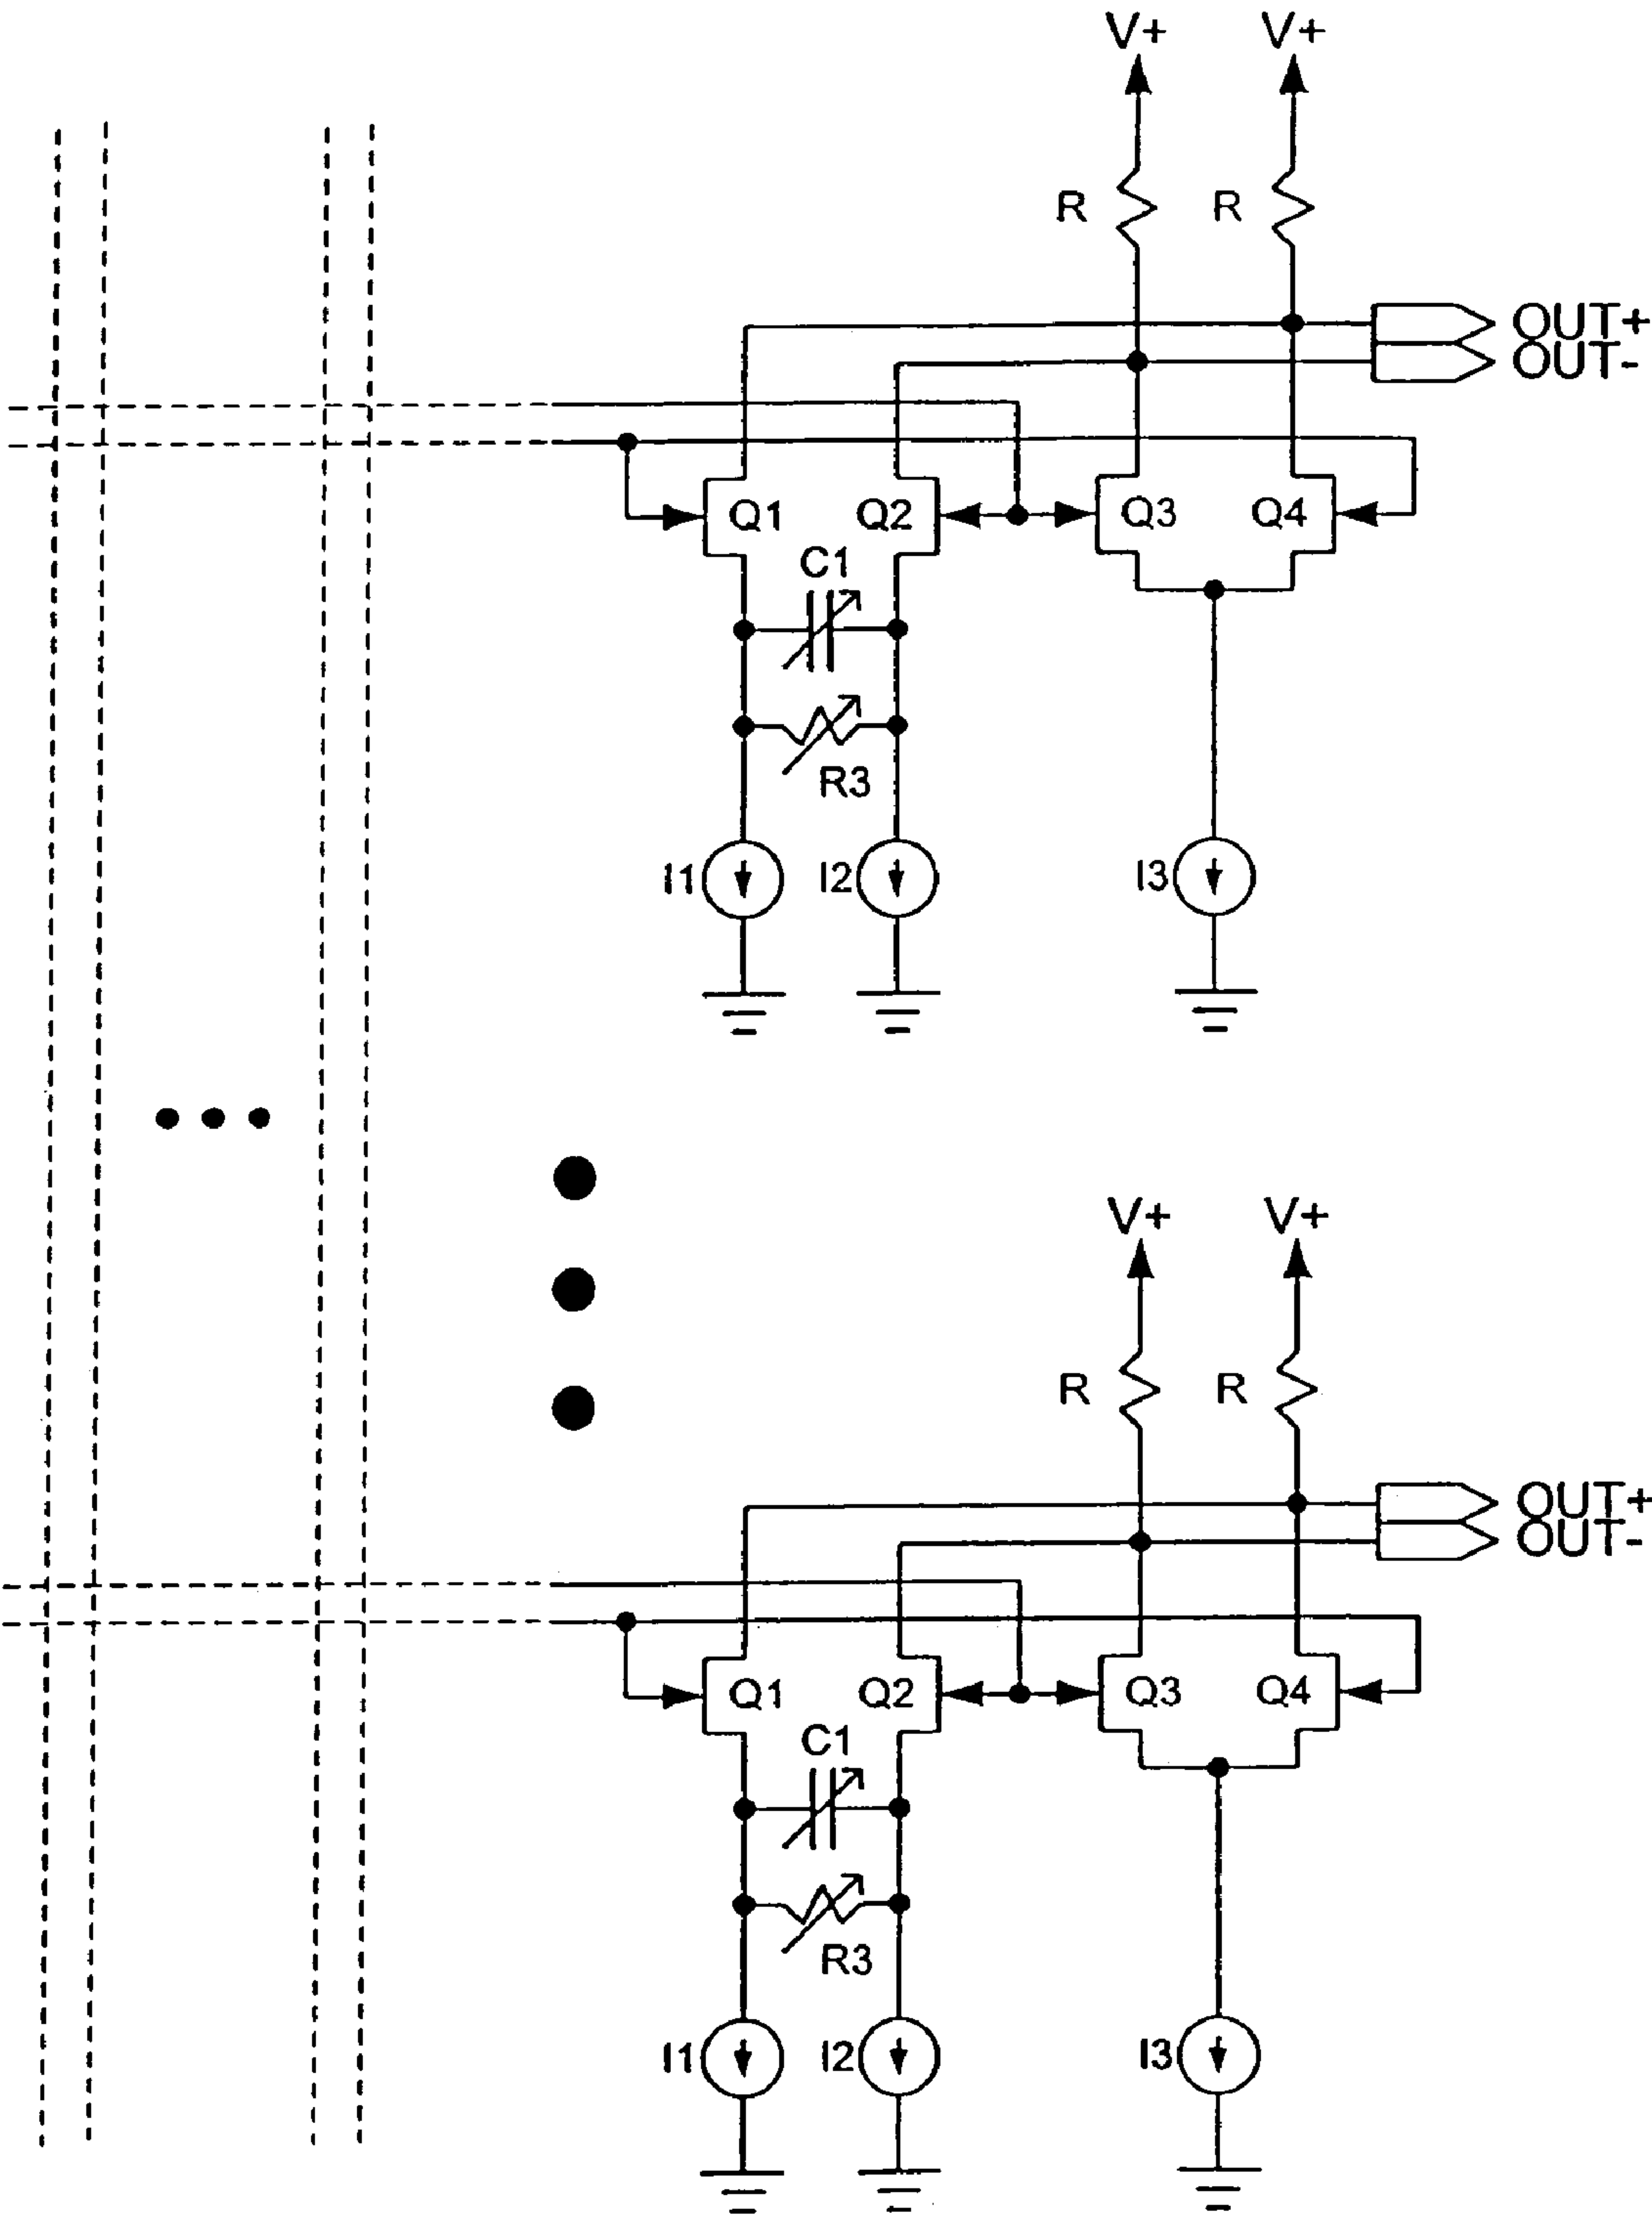 V+ V+
R R
OUT+
OUT-
Q1 Q2 Q3 Q4
C1
R3
I1 I2 I3
V+ V+
R R
OUT+
OUT-
Q1 Q2 Q3 Q4
C1
R3
I1 I2 I3